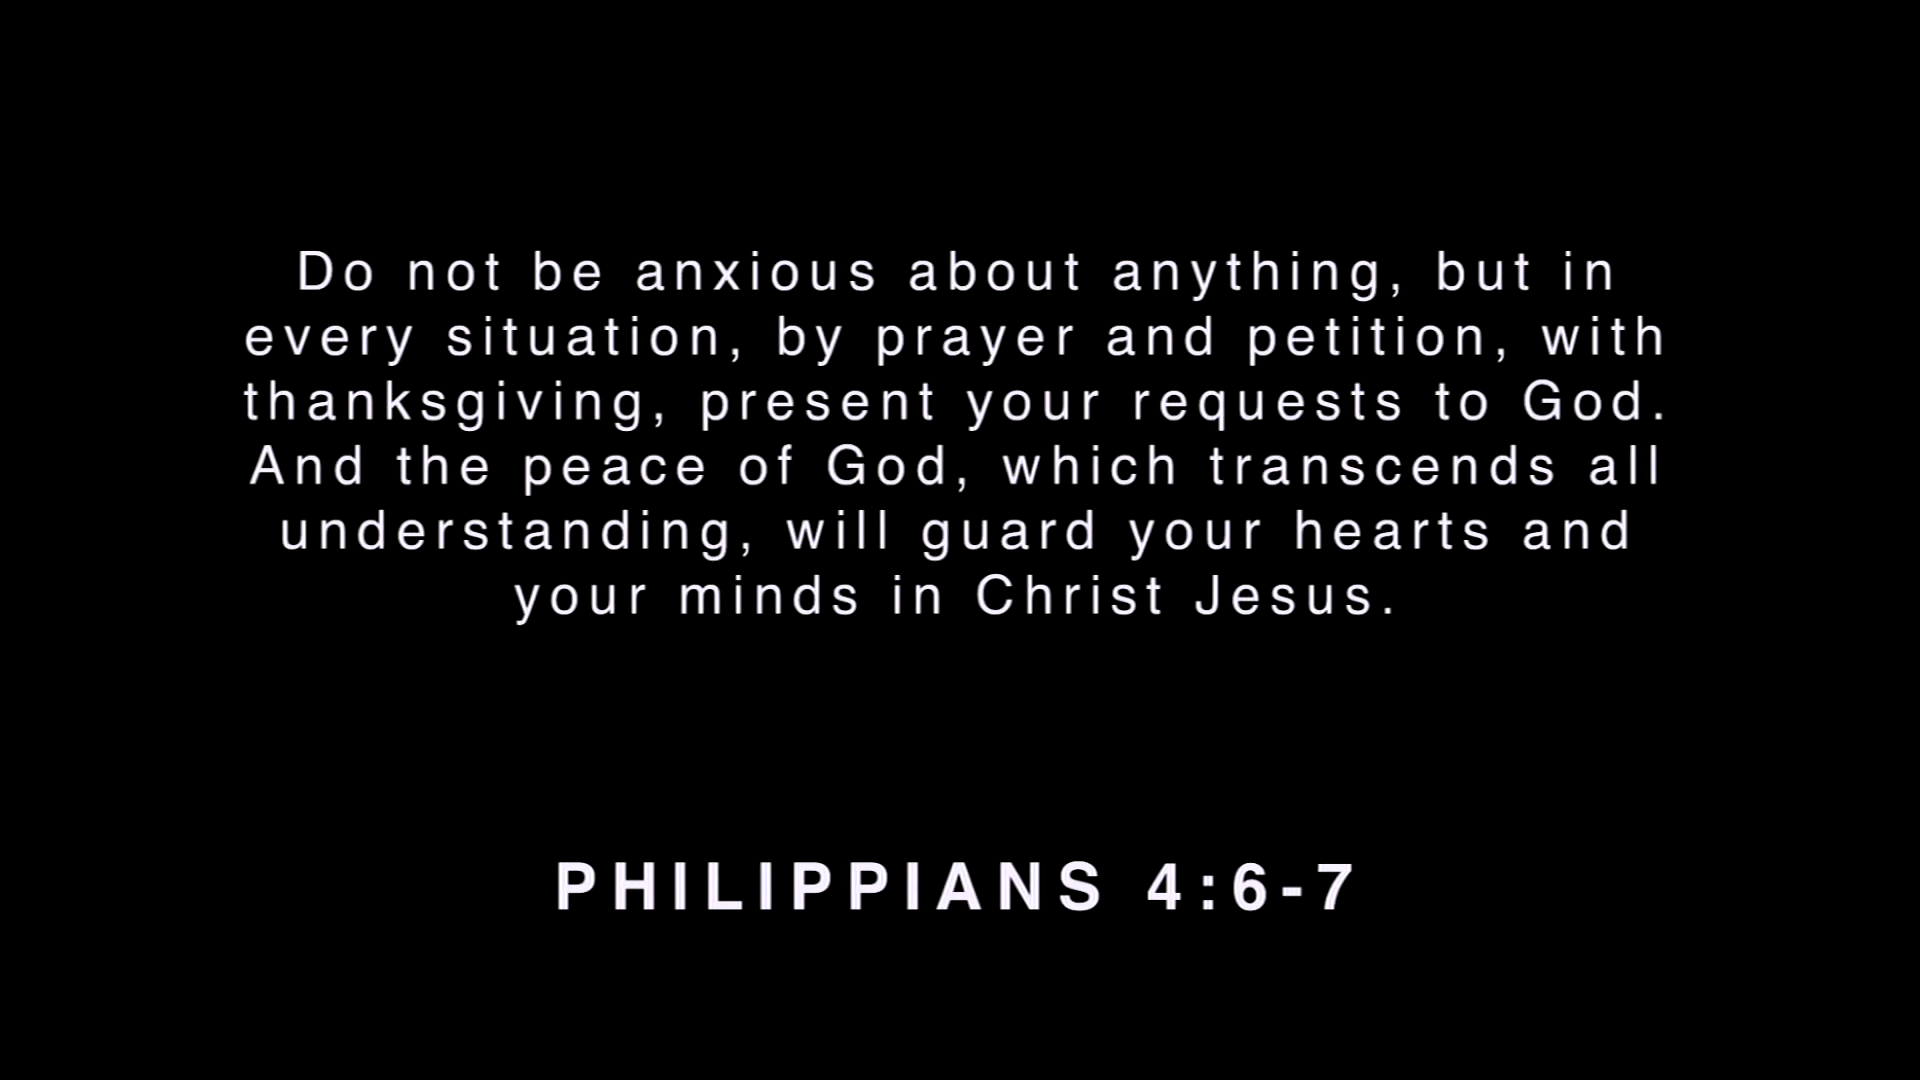 Do not be anxious about anything, but in
every situation, by prayer and petition, with
thanksgiving, present your requests to God.
And the peace of God, which transcends all
understanding, will guard your hearts and
your minds in Christ Jesus.
PHILIPPIANS 4:6-7